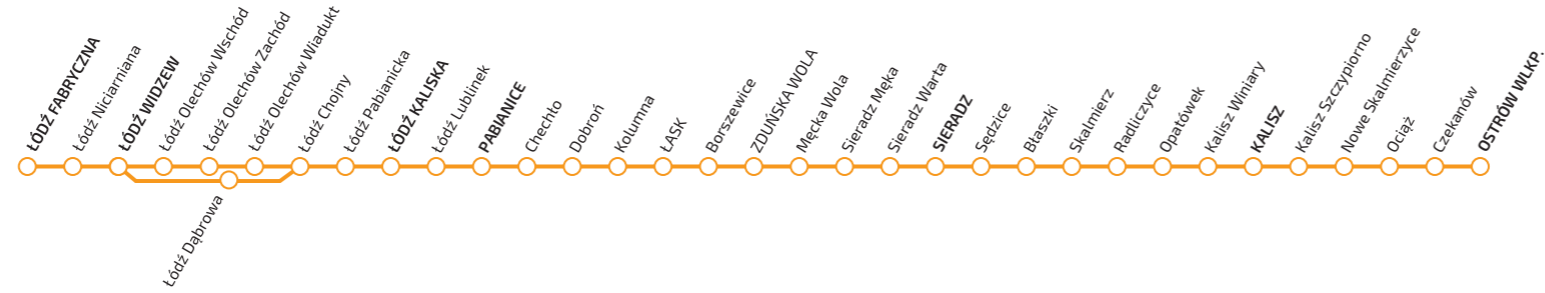 ŁÓDŹ FABRYCZNA
Łódź Niciarniana
ŁÓDŹ WIDZEW
Łódź Olechów Wschód
Łódź Olechów Zachód
Łódź Olechów Wiadukt
Łódź Dąbrowa
Łódź Chojny
Łódź Pabianicka
ŁÓDŹ KALISKA
Łódź Lublinek
PABIANICE
Chechło
Dobroń
Kolumna
ŁASK
Borszewice
ZDUŃSKA WOLA
Męcka Wola
Sieradz Męka
Sieradz Warta
SIERADZ
Sędzice
Błaszki
Skalmierz
Radliczyce
Opatówek
Kalisz Winiary
KALISZ
Kalisz Szczypiorno
Nowe Skalmierzyce
Ociąż
Czekanów
OSTRÓW WLKP.